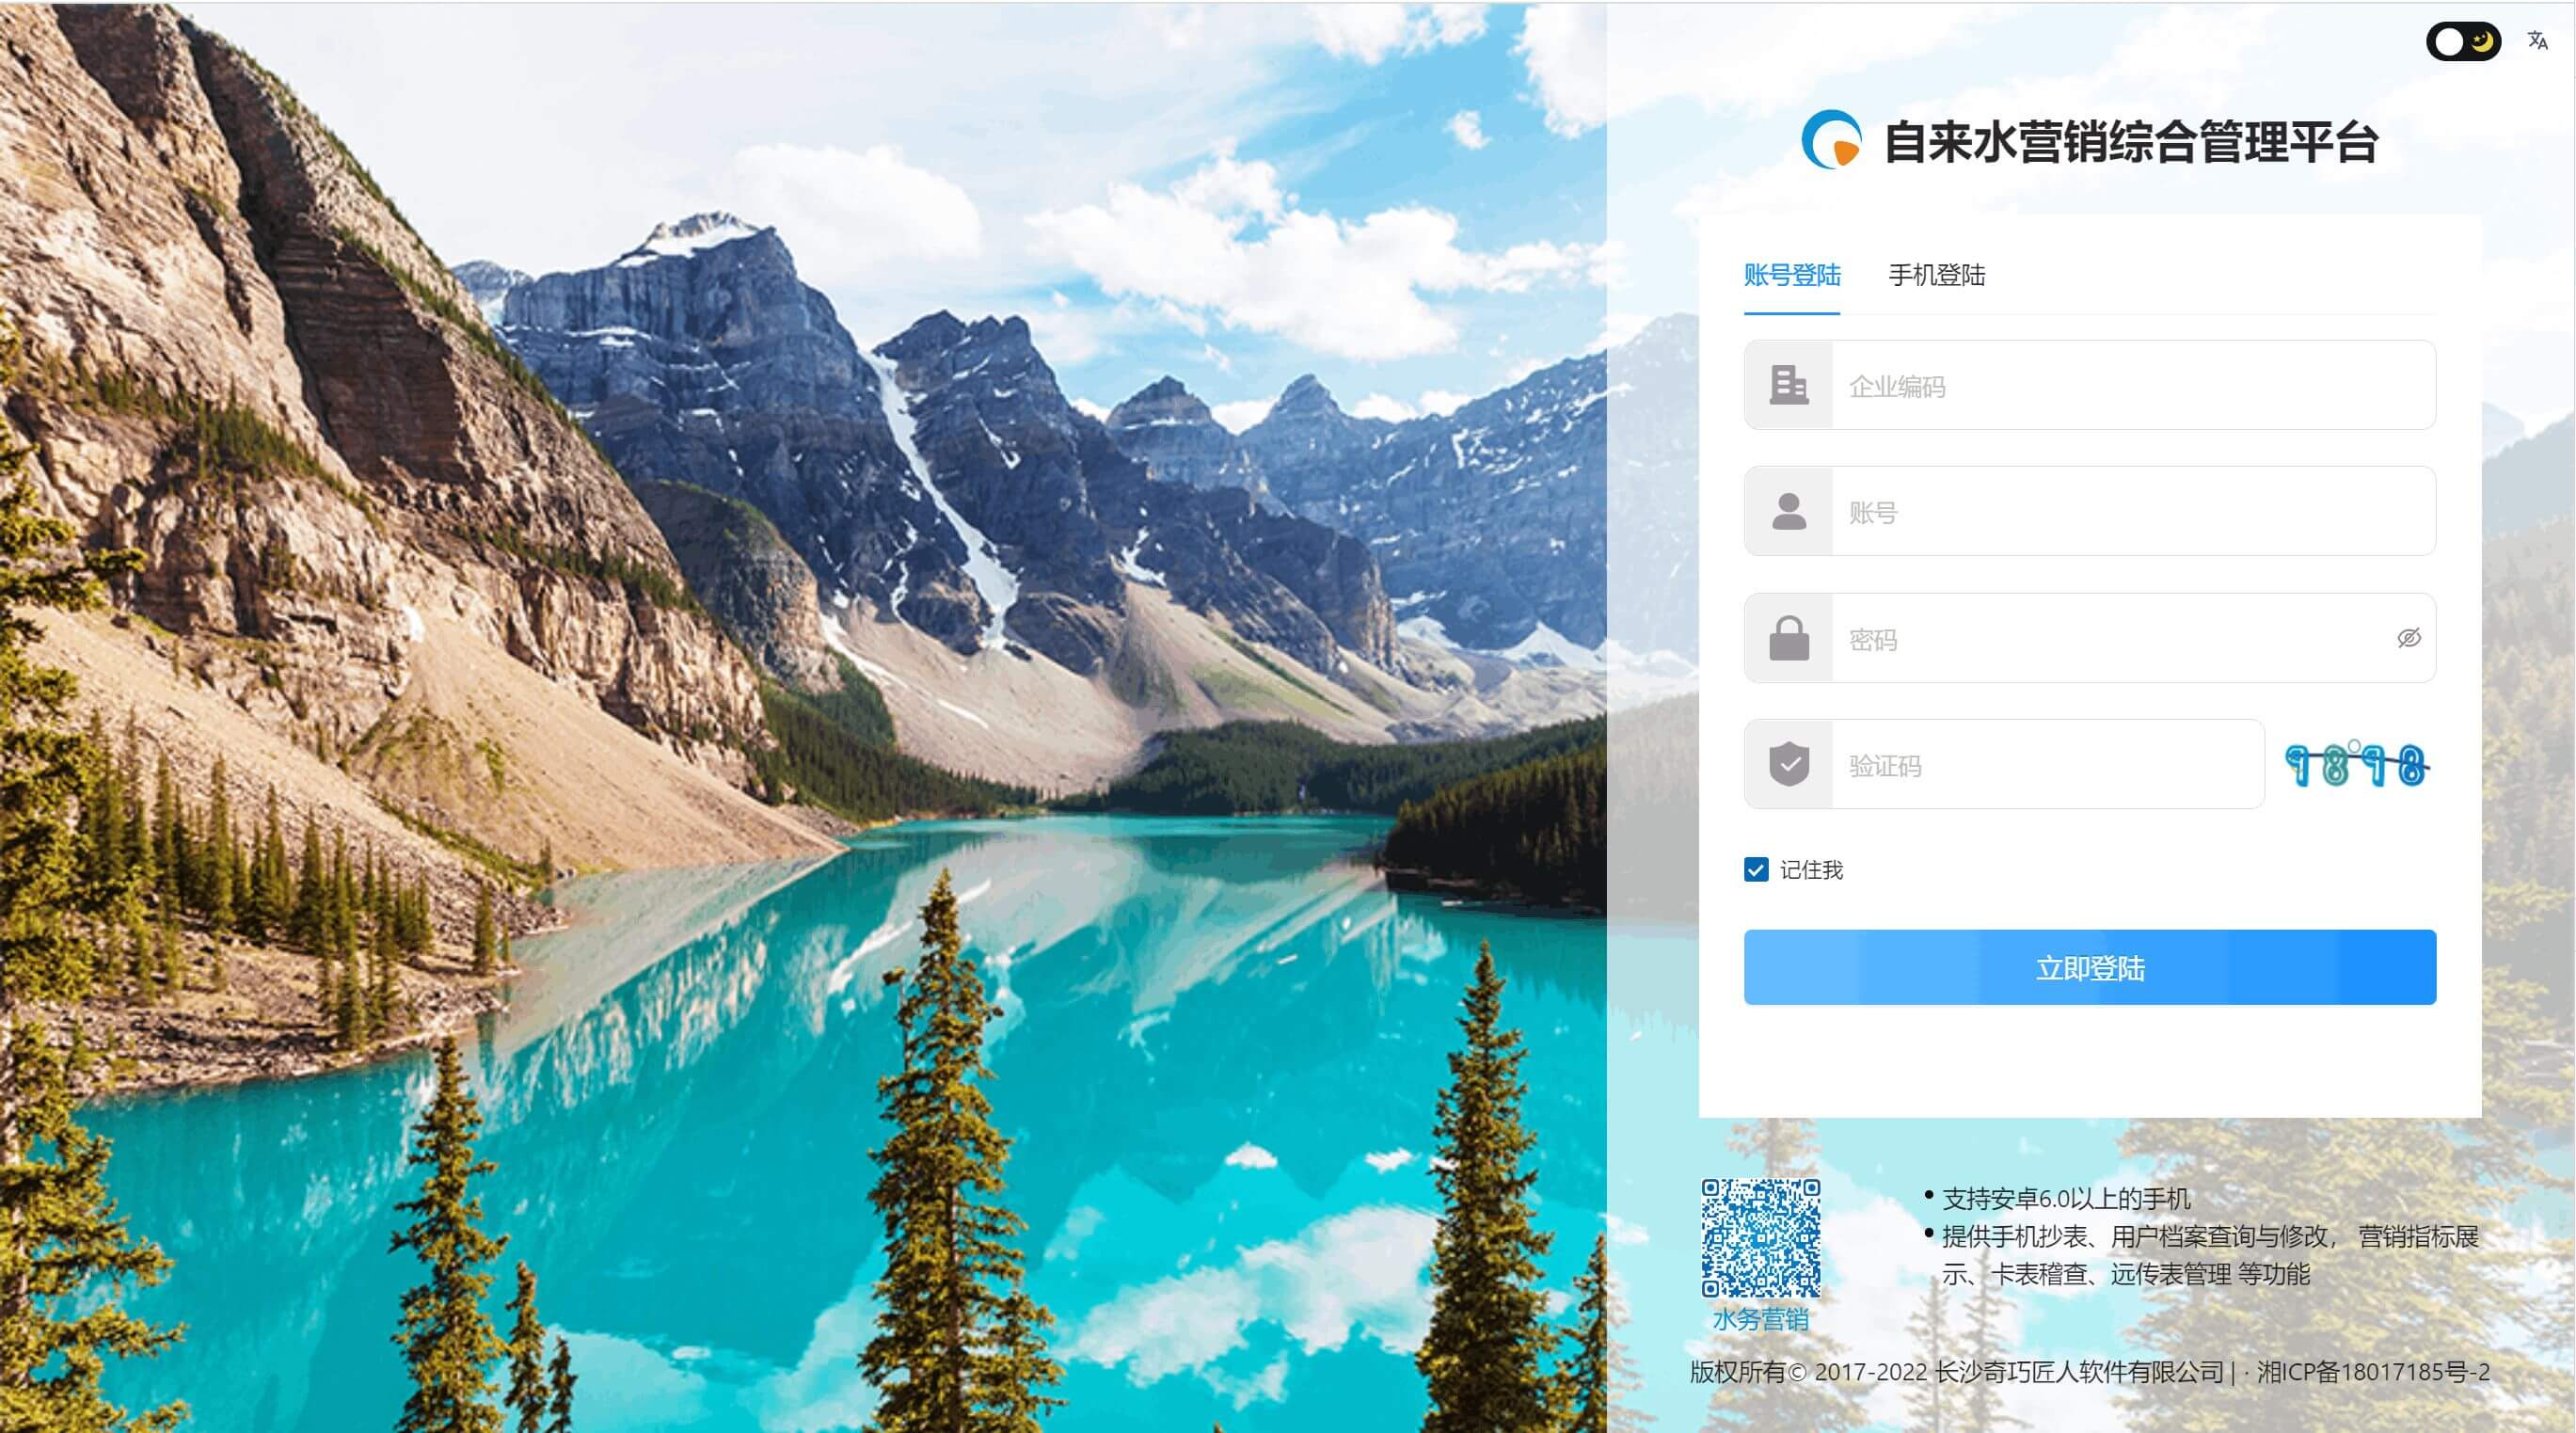 自来水营销综合管理平台
账号登陆 手机登陆
企业编码
账号
密码
验证码 1818
记住我
立即登陆
支持安卓6.0以上的手机
提供手机抄表、用户档案查询与修改， 营销指标展
示、卡表稽查、远传表管理 等功能
水务营销
版权所有© 2017-2022 长沙奇巧匠人软件有限公司 | · 湘ICP备18017185号-2